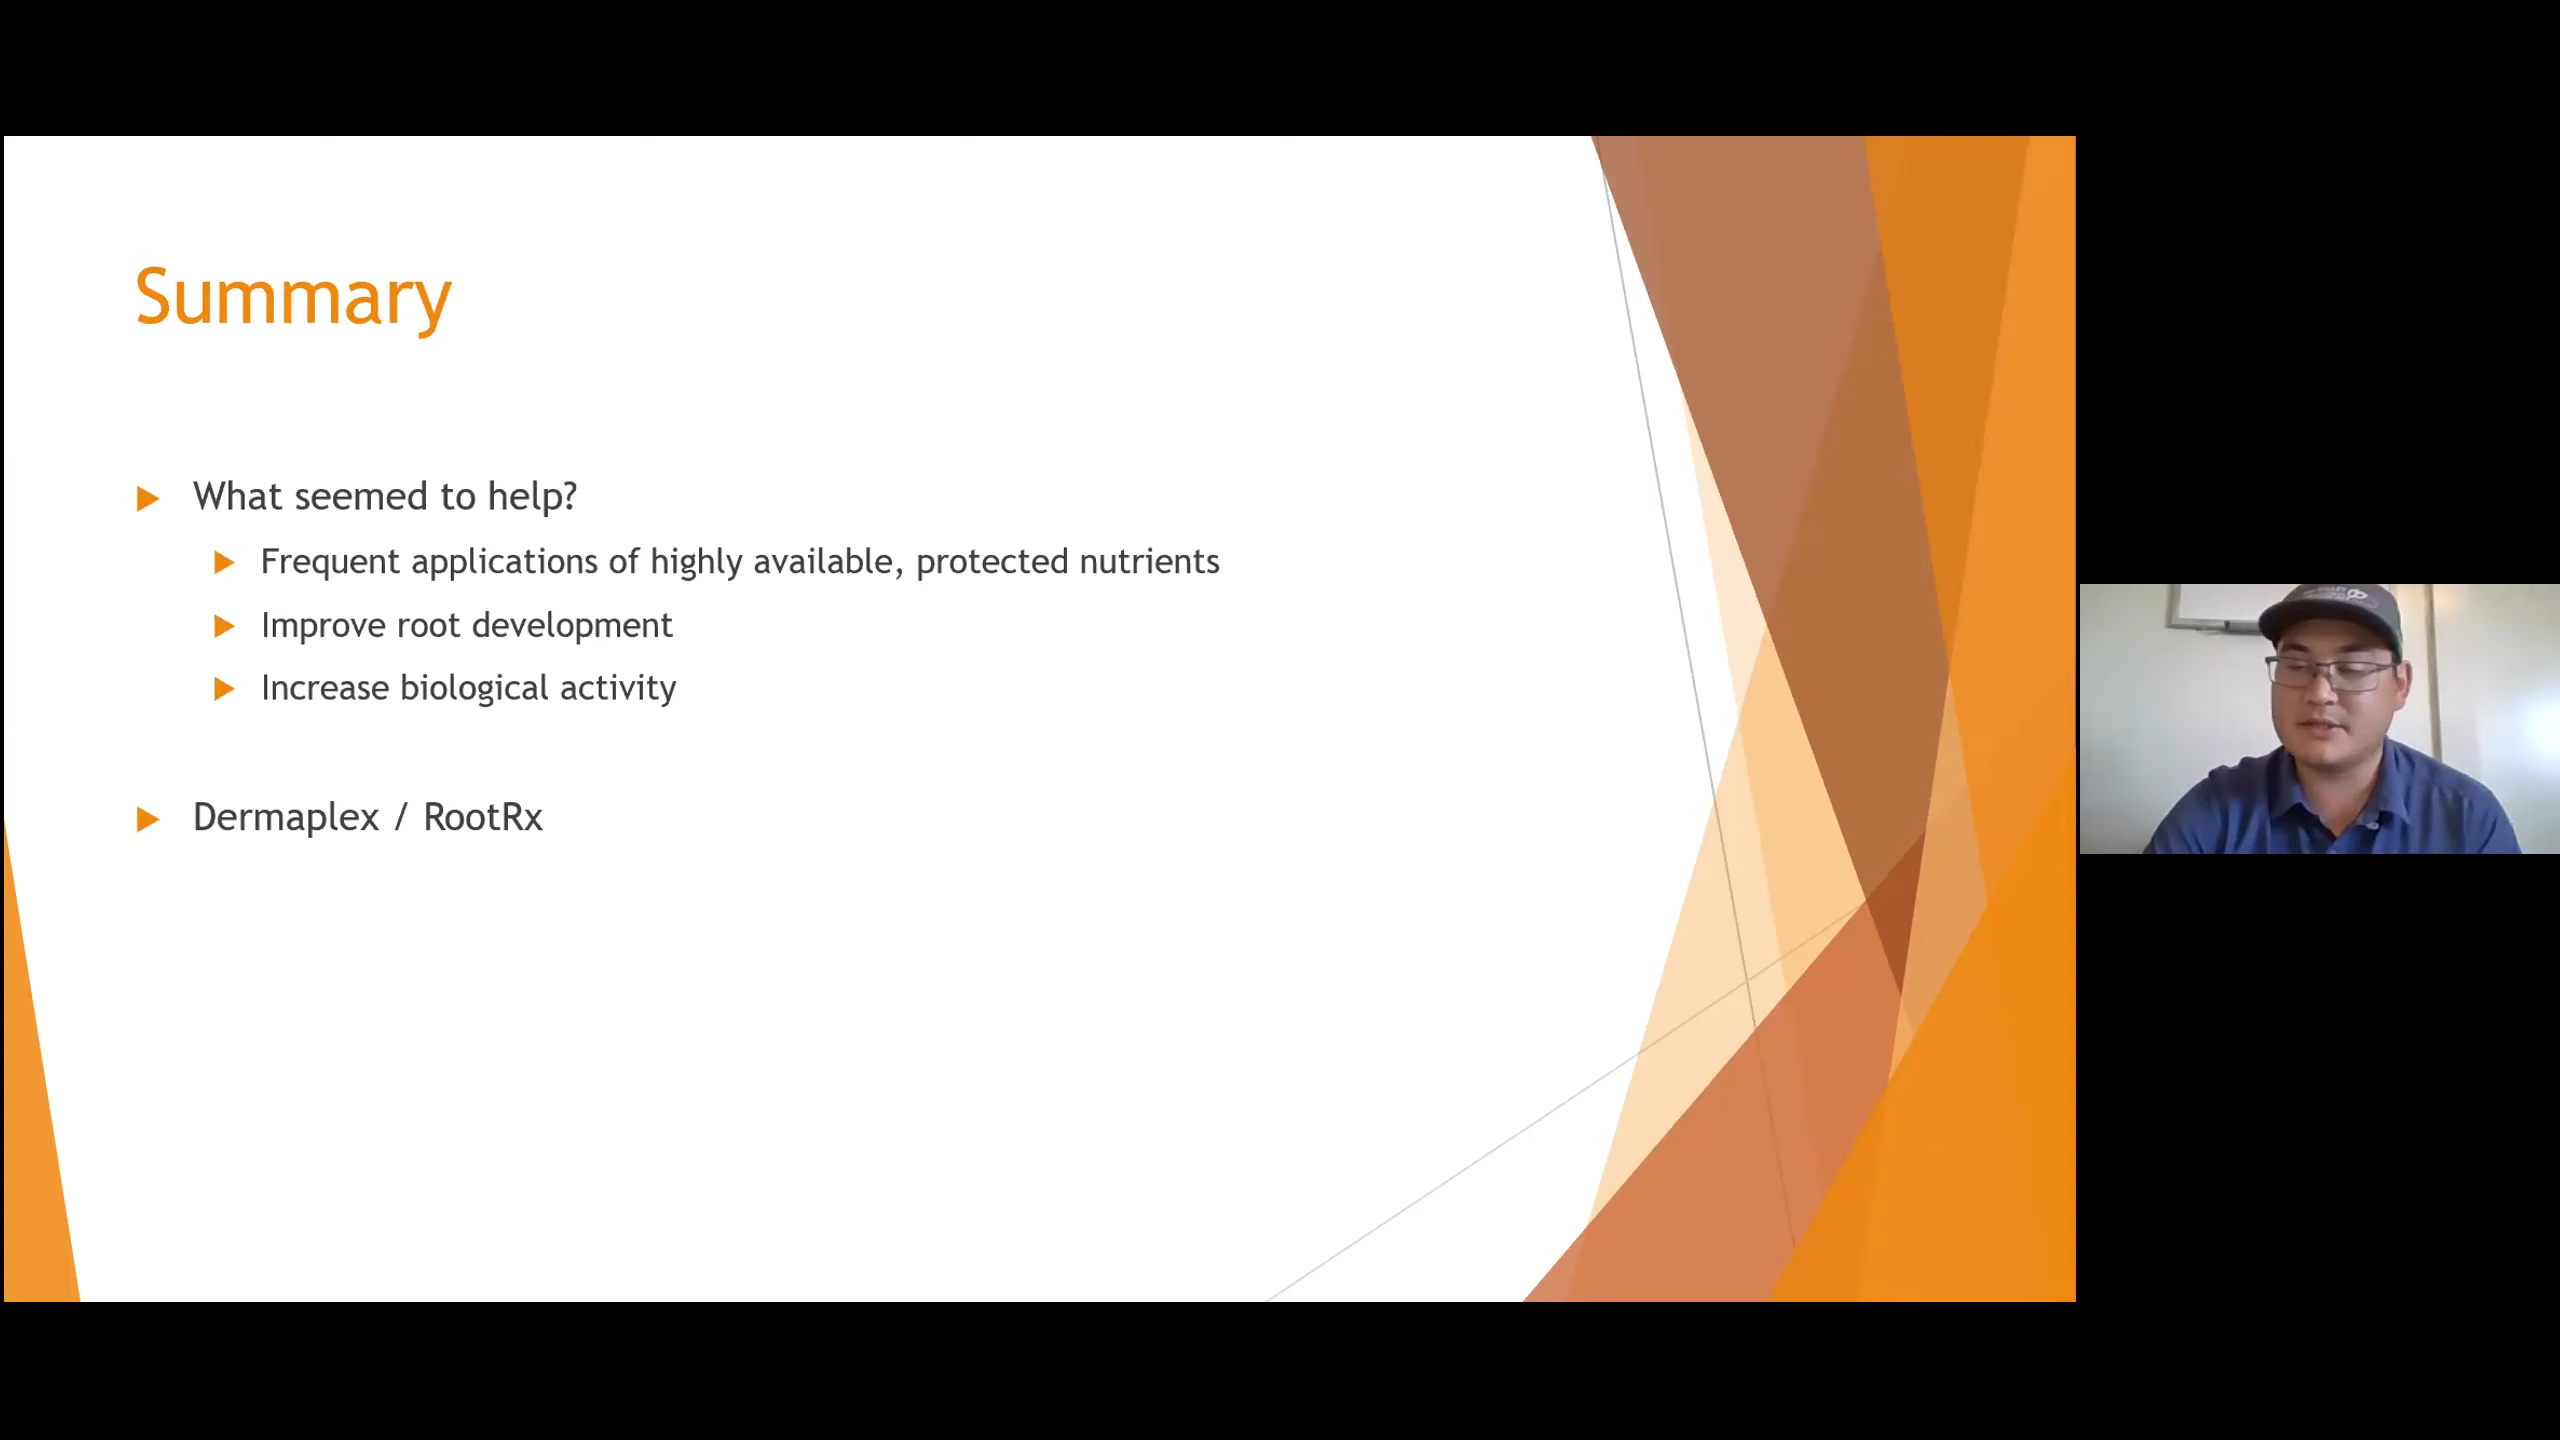 Summary
What seemed to help?
Frequent applications of highly available, protected nutrients
Improve root development
Increase biological activity
Dermaplex / RootRx